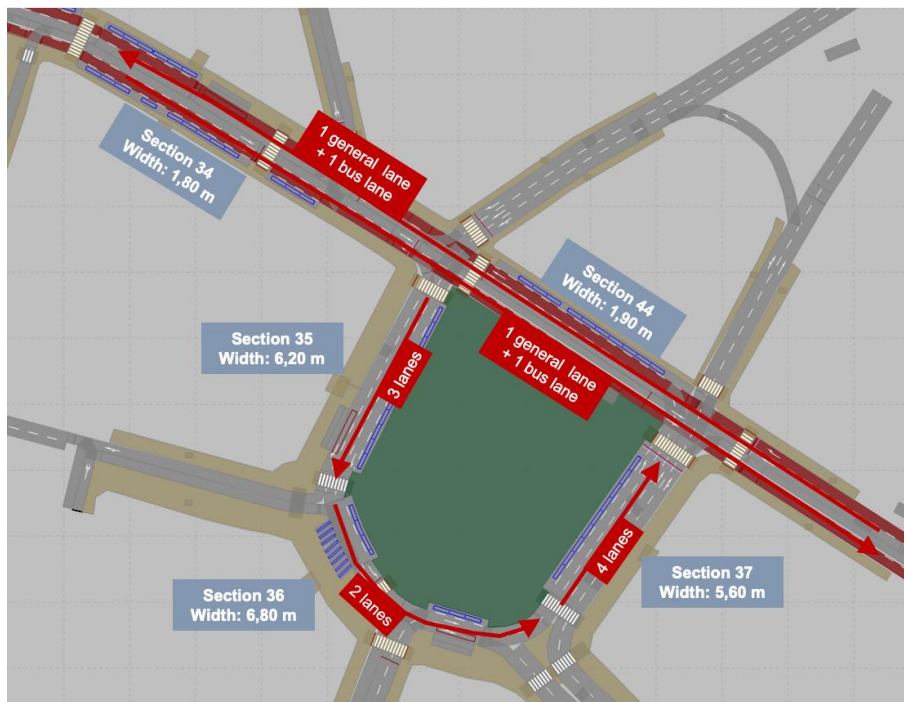 1 general lane
+ 1 bus lane
Section 34
Width: 1,80 m
Section 44
Width: 1,90 m
Section 35
Width: 6,20 m
3 lanes
1 general lane
+ 1 bus lane
4 lanes
Section 37
Width: 5,60 m
Section 36
Width: 6,80 m
2 lanes